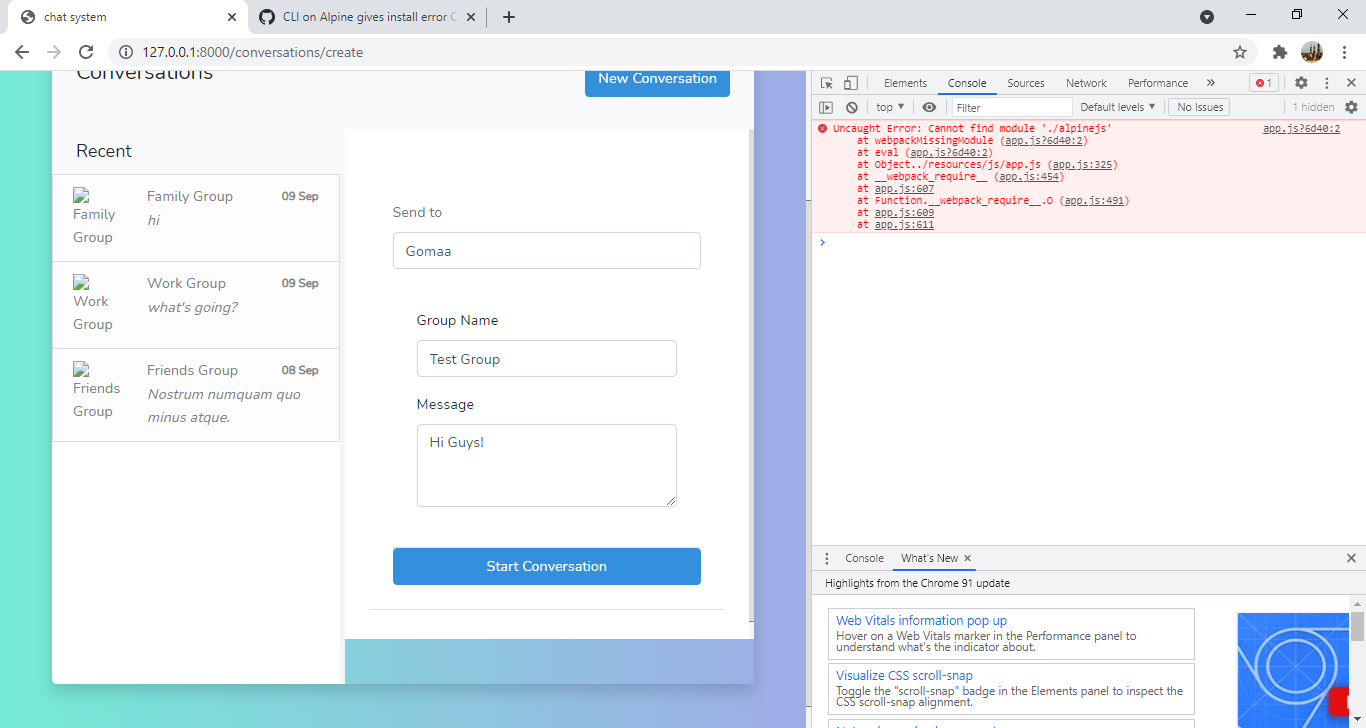 chat system
CLI on Alpine gives install error
127.0.0.1:8000/conversations/create
Conversations
New Conversation
Recent
Family Group
Family Group
09 Sep
hi
Work Group
Work Group
09 Sep
what's going?
Friends Group
Friends Group
08 Sep
Nostrum numquam quo
minus atque.
Send to
Gomaa
Group Name
Test Group
Message
Hi Guys!
Start Conversation
Elements Console Sources Network Performance » 1
top Filter Default levels No Issues 1 hidden
Uncaught Error: Cannot find module './alpinejs' app.js?6d40:2
at webpackMissingModule (app.js?6d40:2)
at eval (app.js?6d40:2)
at Object../resources/js/app.js (app.js:325)
at __webpack_require__ (app.js:454)
at app.js:607
at Function.__webpack_require__.O (app.js:491)
at app.js:609
at app.js:611
Console What's New
Highlights from the Chrome 91 update
Web Vitals information pop up
Hover on a Web Vitals marker in the Performance panel to
understand what's the indicator about.
Visualize CSS scroll-snap
Toggle the "scroll-snap" badge in the Elements panel to inspect the
CSS scroll-snap alignment.